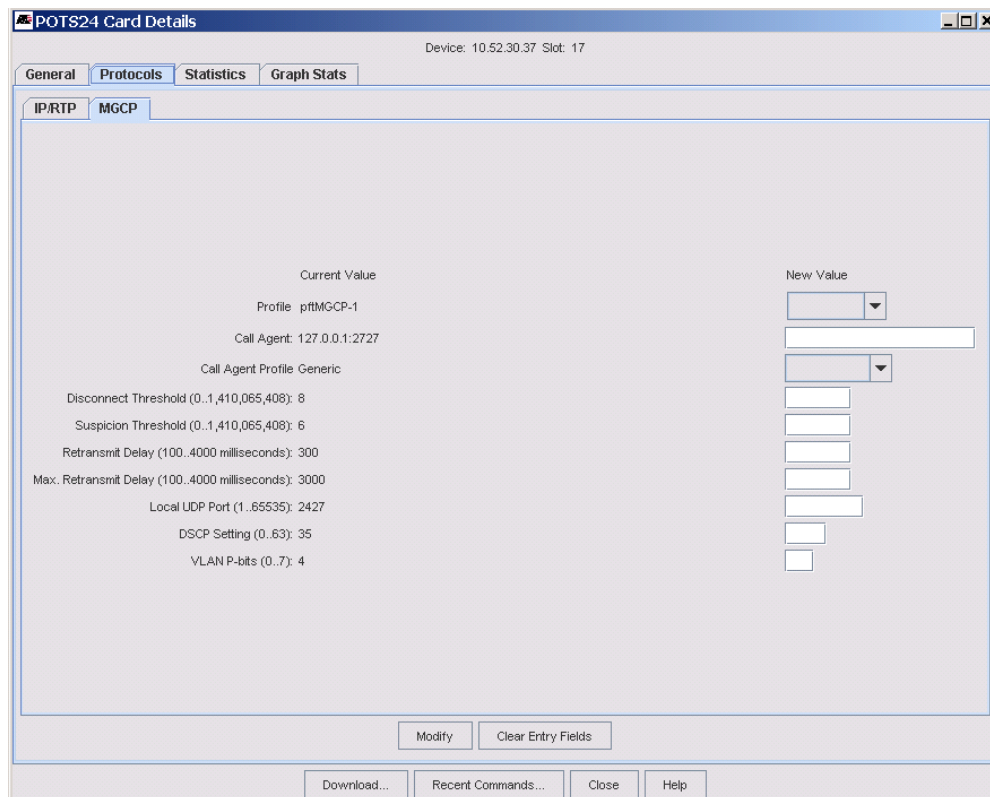 POTS24 Card Details
Device: 10.52.30.37 Slot: 17
General Protocols Statistics Graph Stats
IP/RTP MGCP
Current Value New Value
Profile pftMGCP-1
Call Agent: 127.0.0.1:2727
Call Agent Profile Generic
Disconnect Threshold (0..1,410,065,408): 8
Suspicion Threshold (0..1,410,065,408): 6
Retransmit Delay (100..4000 milliseconds): 300
Max. Retransmit Delay (100..4000 milliseconds): 3000
Local UDP Port (1..65535): 2427
DSCP Setting (0..63): 35
VLAN P-bits (0..7): 4
Modify Clear Entry Fields
Download... Recent Commands... Close Help